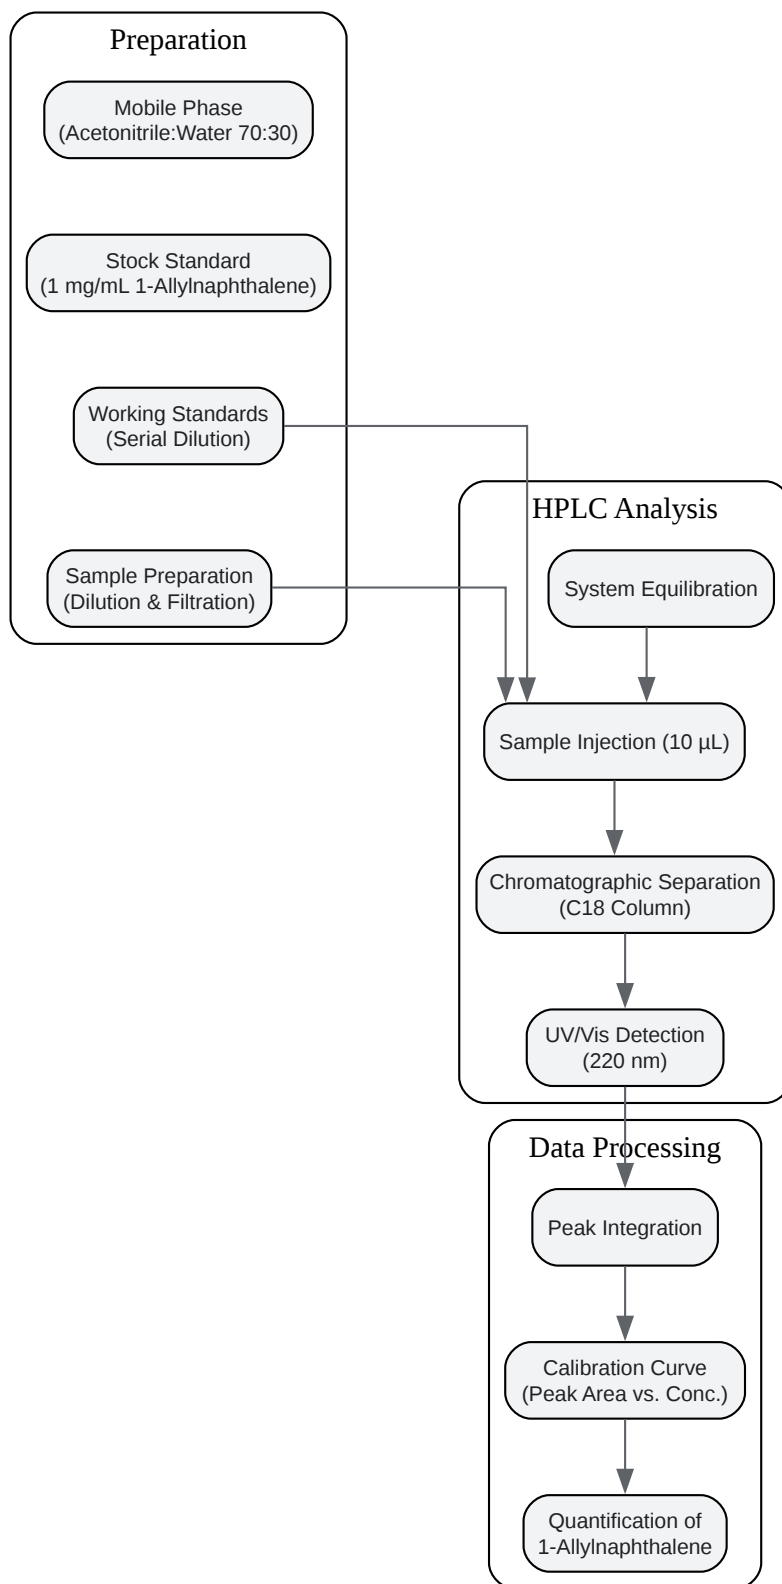 Preparation
Mobile Phase
(Acetonitrile:Water 70:30)
Stock Standard
(1 mg/mL 1-Allylnaphthalene)
Working Standards
(Serial Dilution)
Sample Preparation
(Dilution & Filtration)
HPLC Analysis
System Equilibration
Sample Injection (10 µL)
Chromatographic Separation
(C18 Column)
UV/Vis Detection
(220 nm)
Data Processing
Peak Integration
Calibration Curve
(Peak Area vs. Conc.)
Quantification of
1-Allylnaphthalene